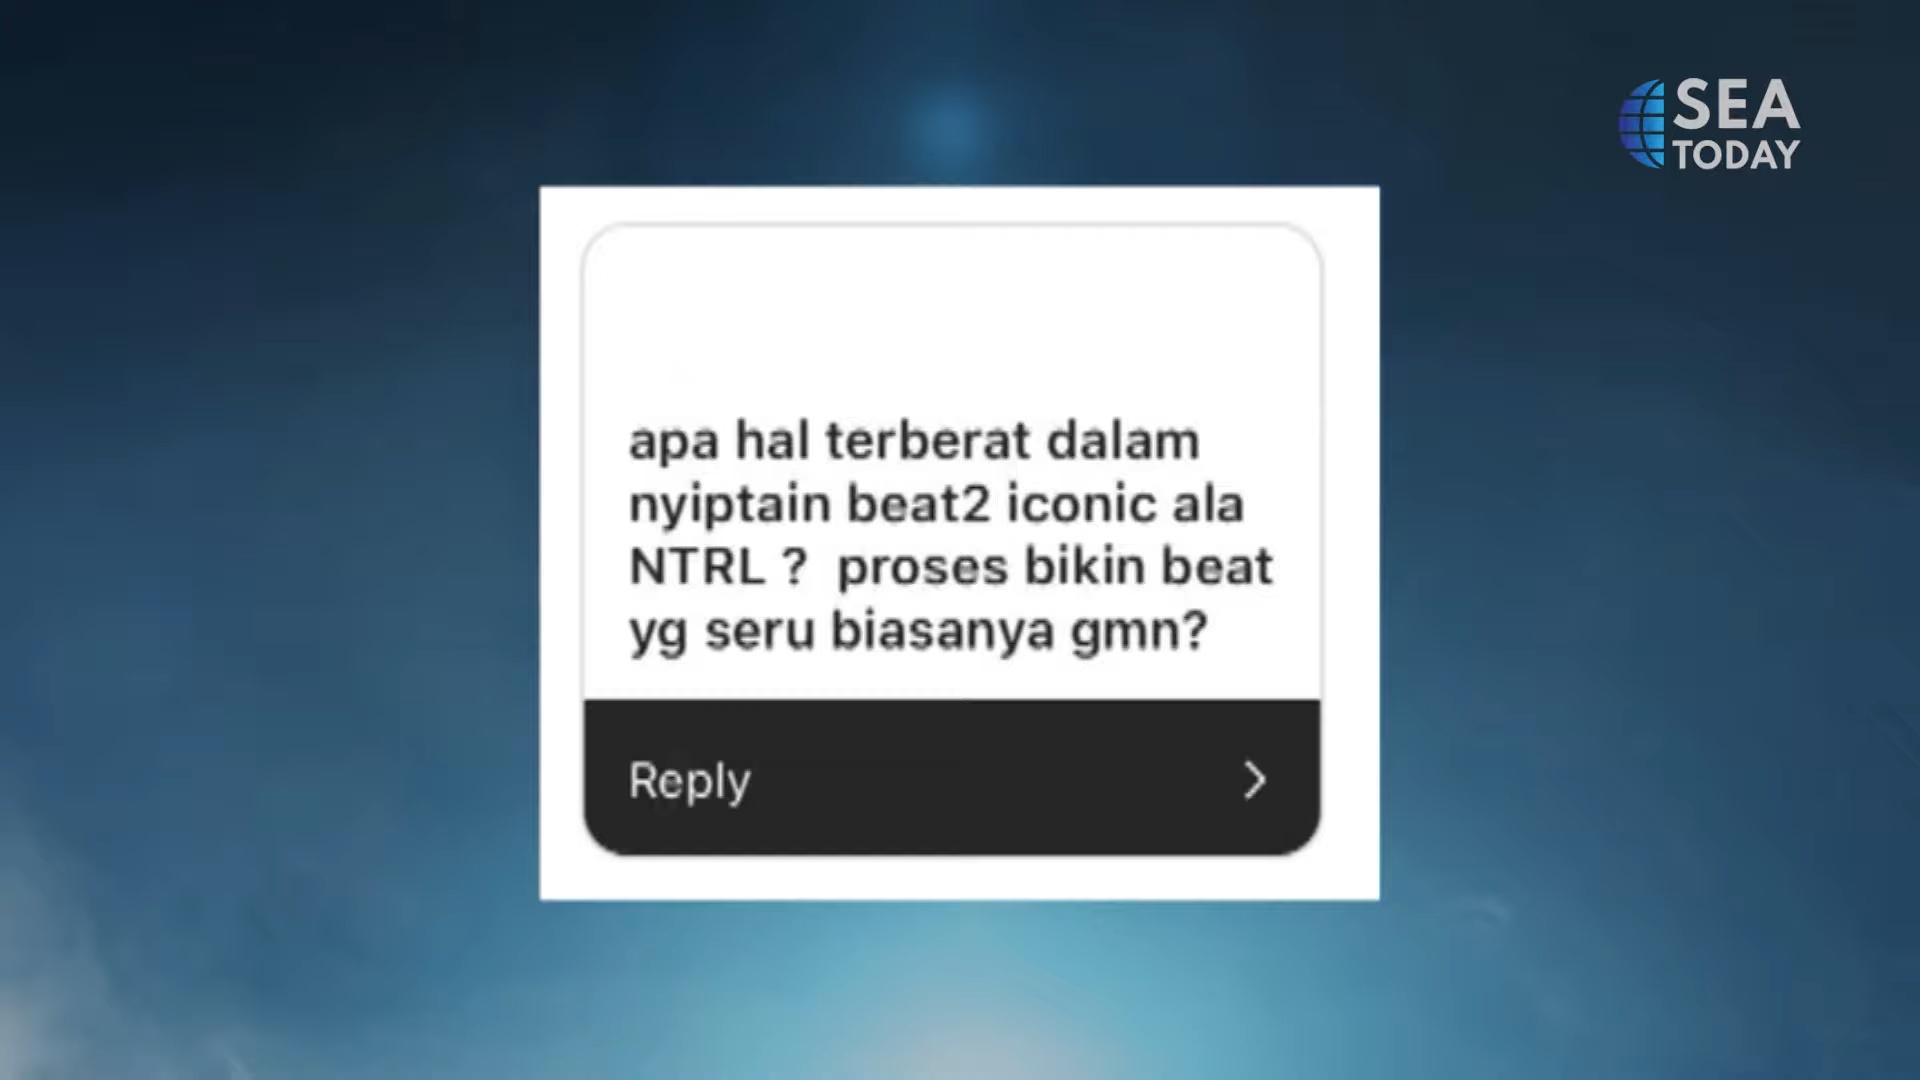 SEA
TODAY
apa hal terberat dalam
nyiptain beat2 iconic ala
NTRL ?  proses bikin beat
yg seru biasanya gmn?
Reply